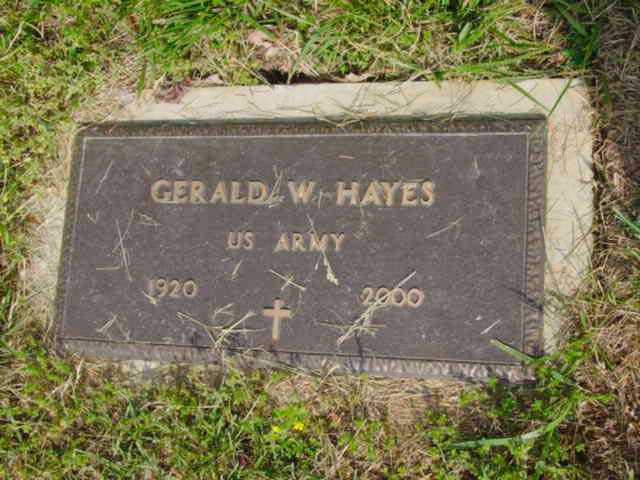 GERALD W. HAYES
US ARMY
1920 2000